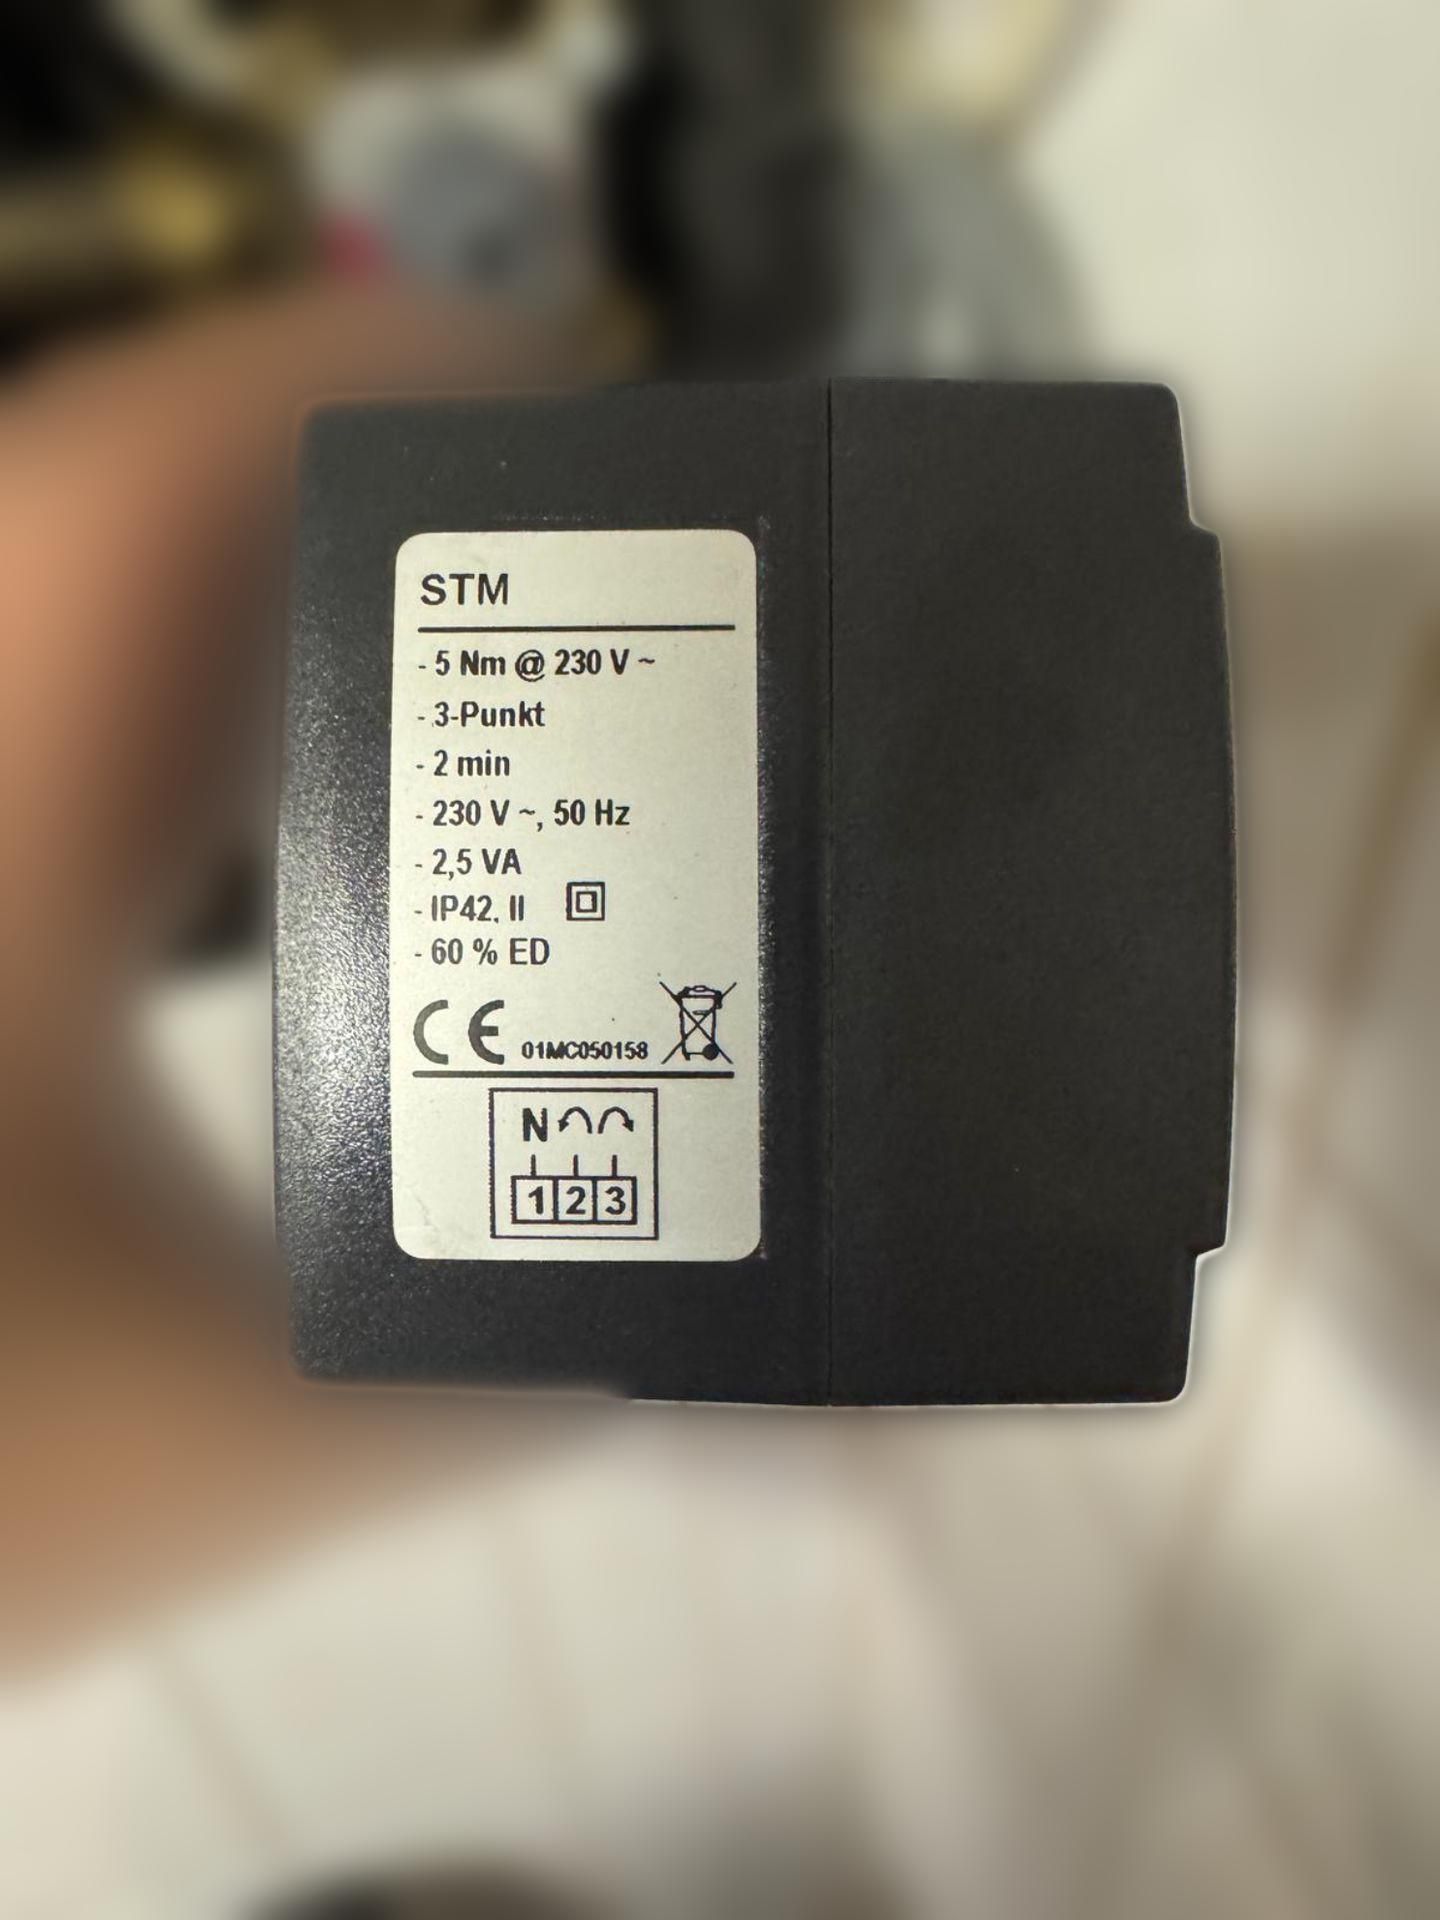 STM
- 5 Nm @ 230 V ~
- 3-Punkt
- 2 min
- 230 V ~, 50 Hz
- 2,5 VA
- IP42, II
- 60 % ED
CE 01MC050158
N
1 2 3